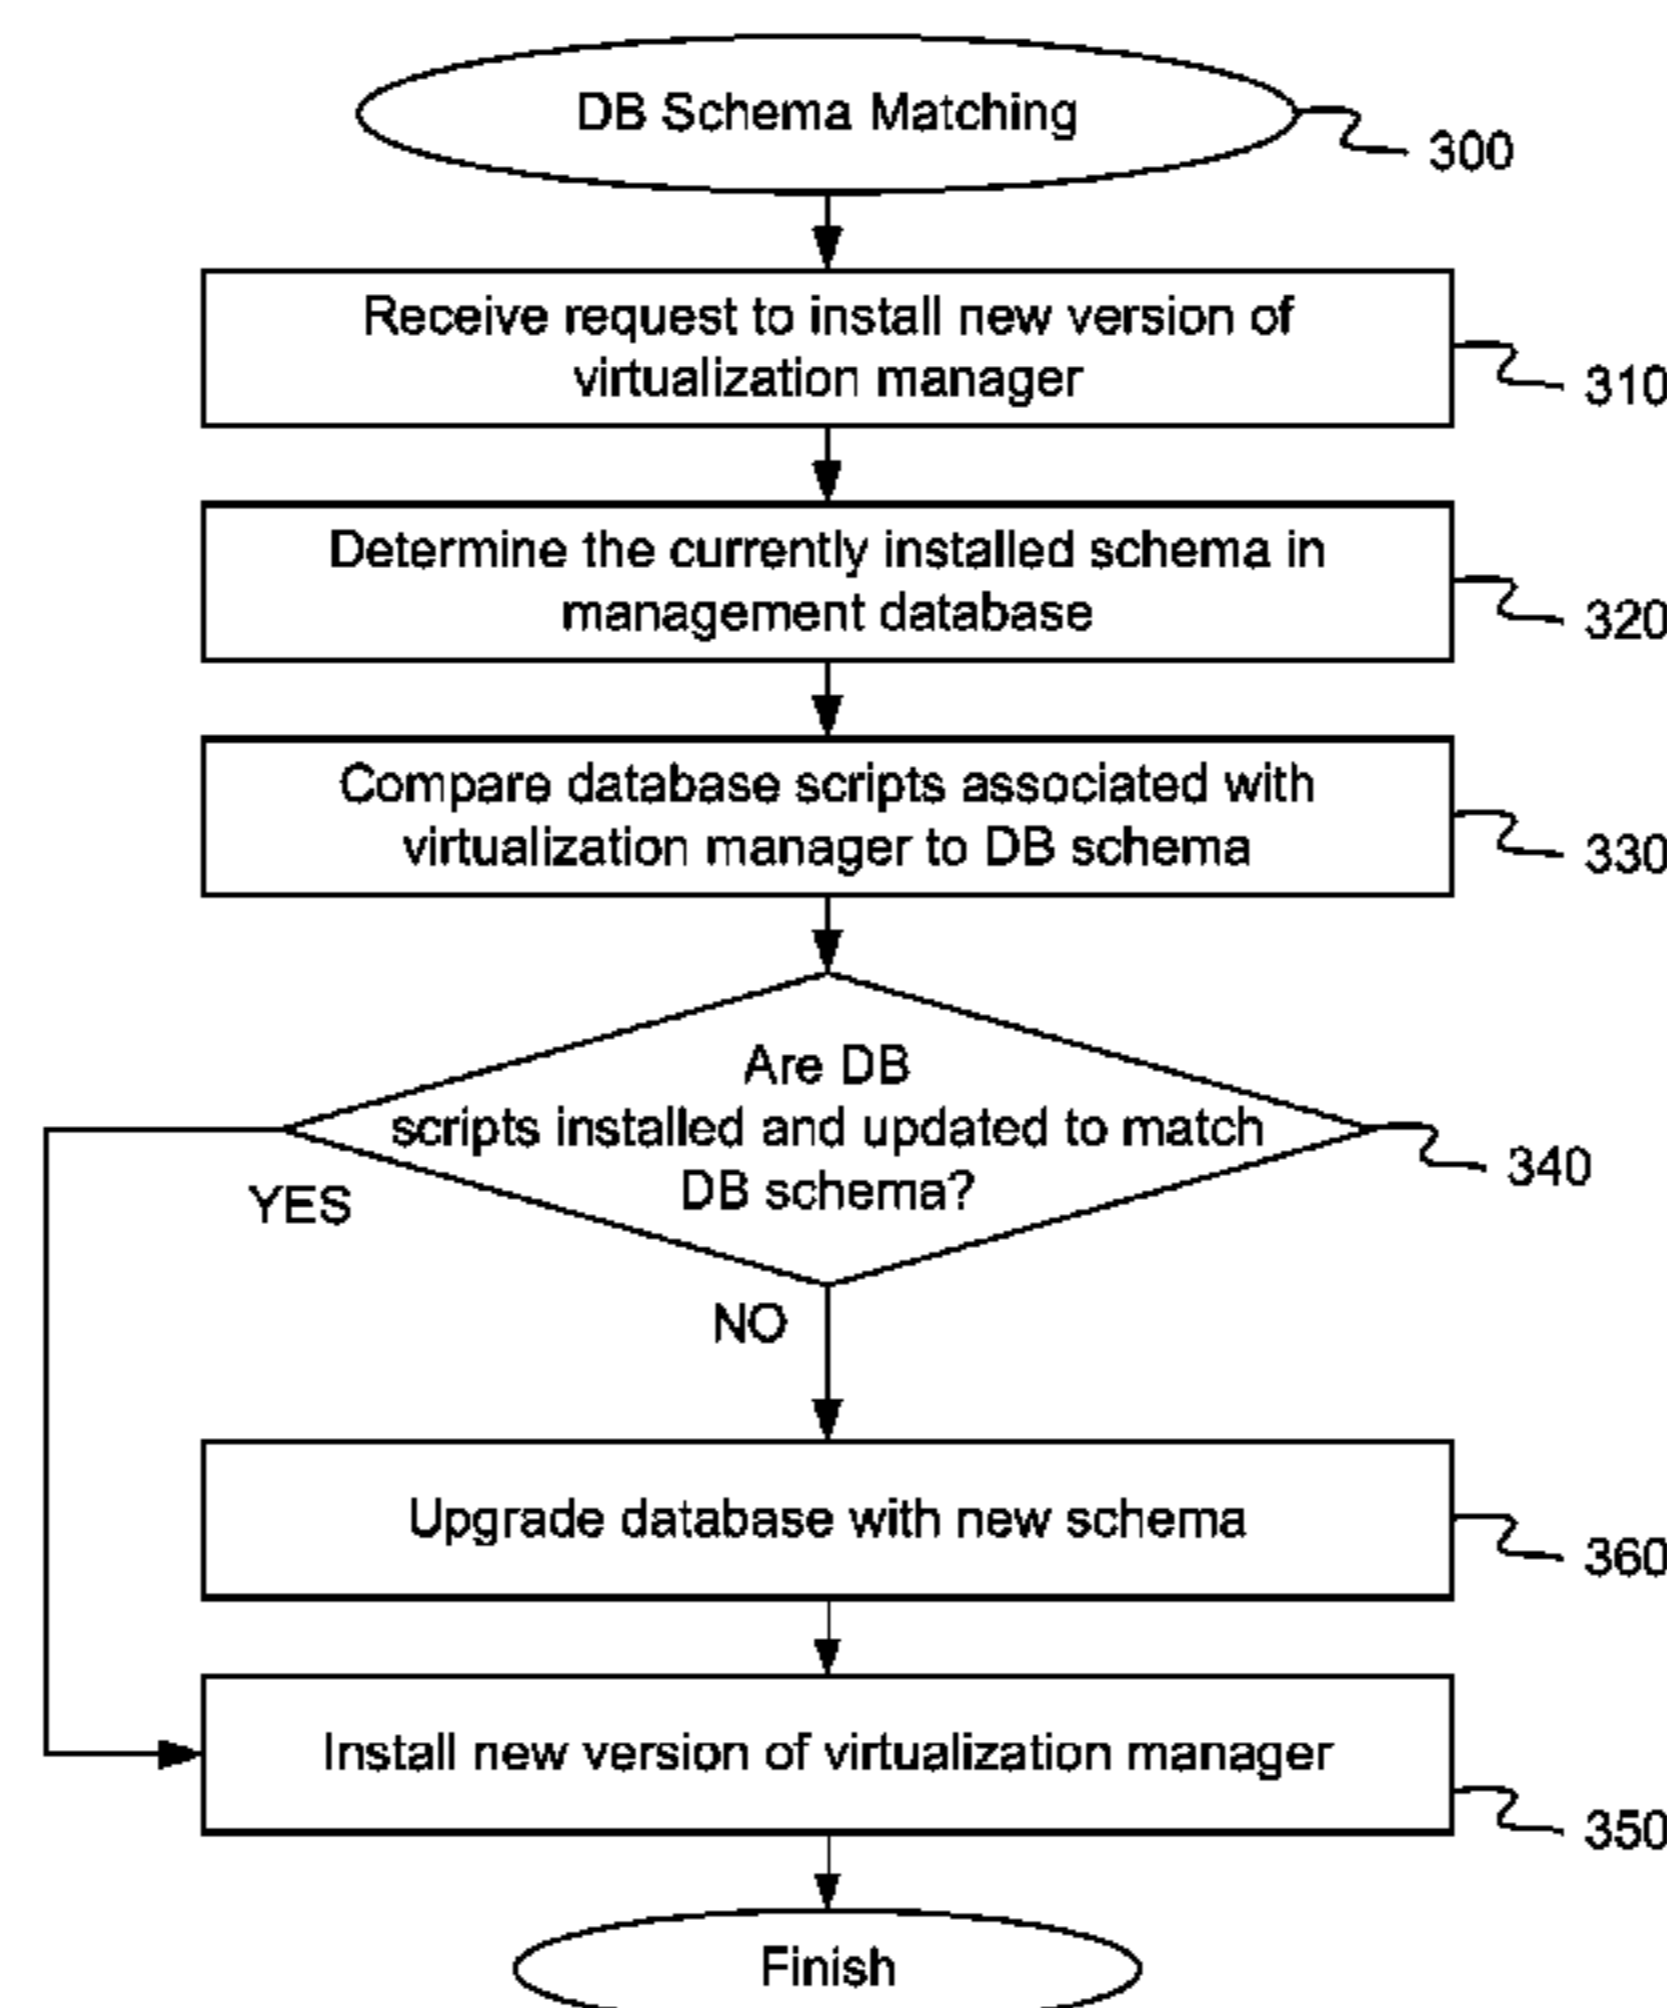 DB Schema Matching
300
Receive request to install new version of
virtualization manager
310
Determine the currently installed schema in
management database
320
Compare database scripts associated with
virtualization manager to DB schema
330
Are DB
scripts installed and updated to match
DB schema?
340
YES
NO
Upgrade database with new schema
360
Install new version of virtualization manager
350
Finish